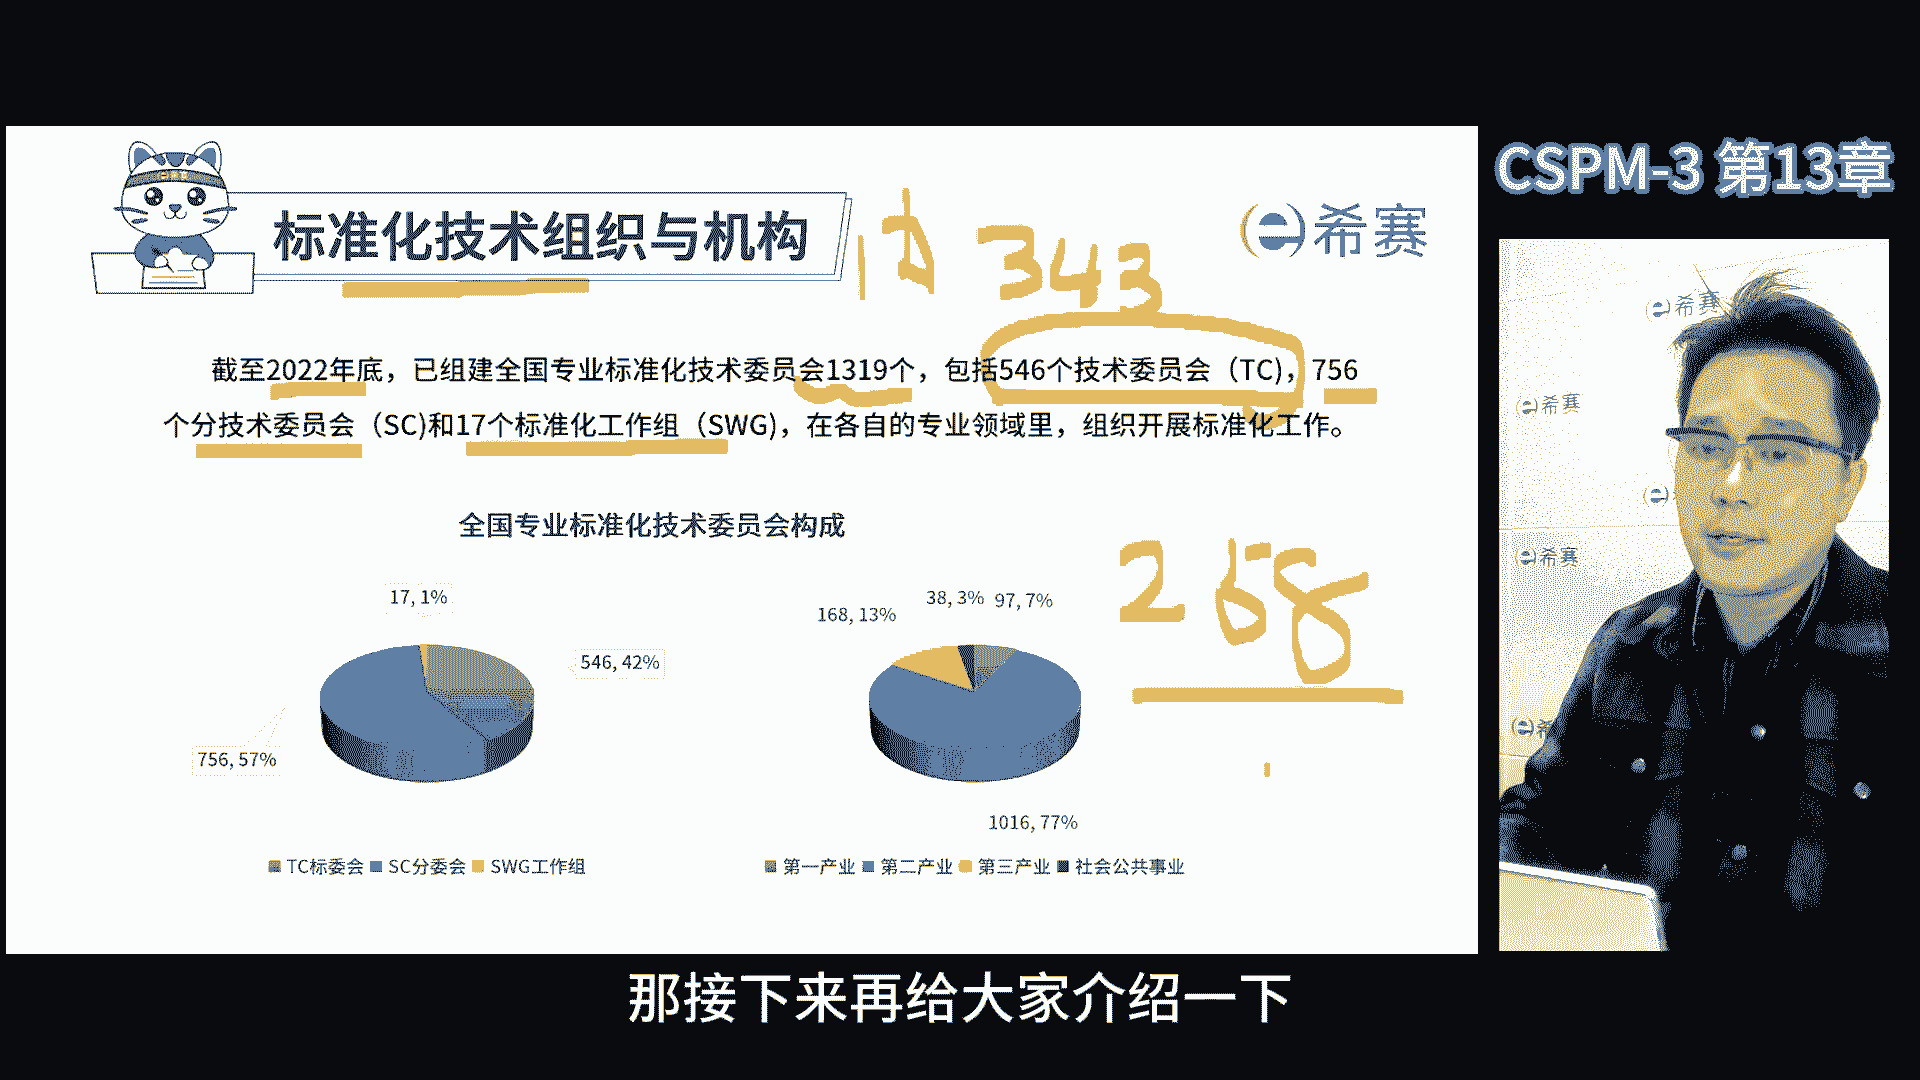 CSPM-3 第13章
标准化技术组织与机构
343
希赛
截至2022年底，已组建全国专业标准化技术委员会1319个，包括546个技术委员会（TC)，756
个分技术委员会（SC)和17个标准化工作组（SWG)，在各自的专业领域里，组织开展标准化工作。
全国专业标准化技术委员会构成
268
17, 1%
546, 42%
756, 57%
TC标委会 SC分委会 SWG工作组
168, 13%
38, 3%
97, 7%
1016, 77%
第一产业 第二产业 第三产业 社会公共事业
希赛
希赛
希赛
那接下来再给大家介绍一下